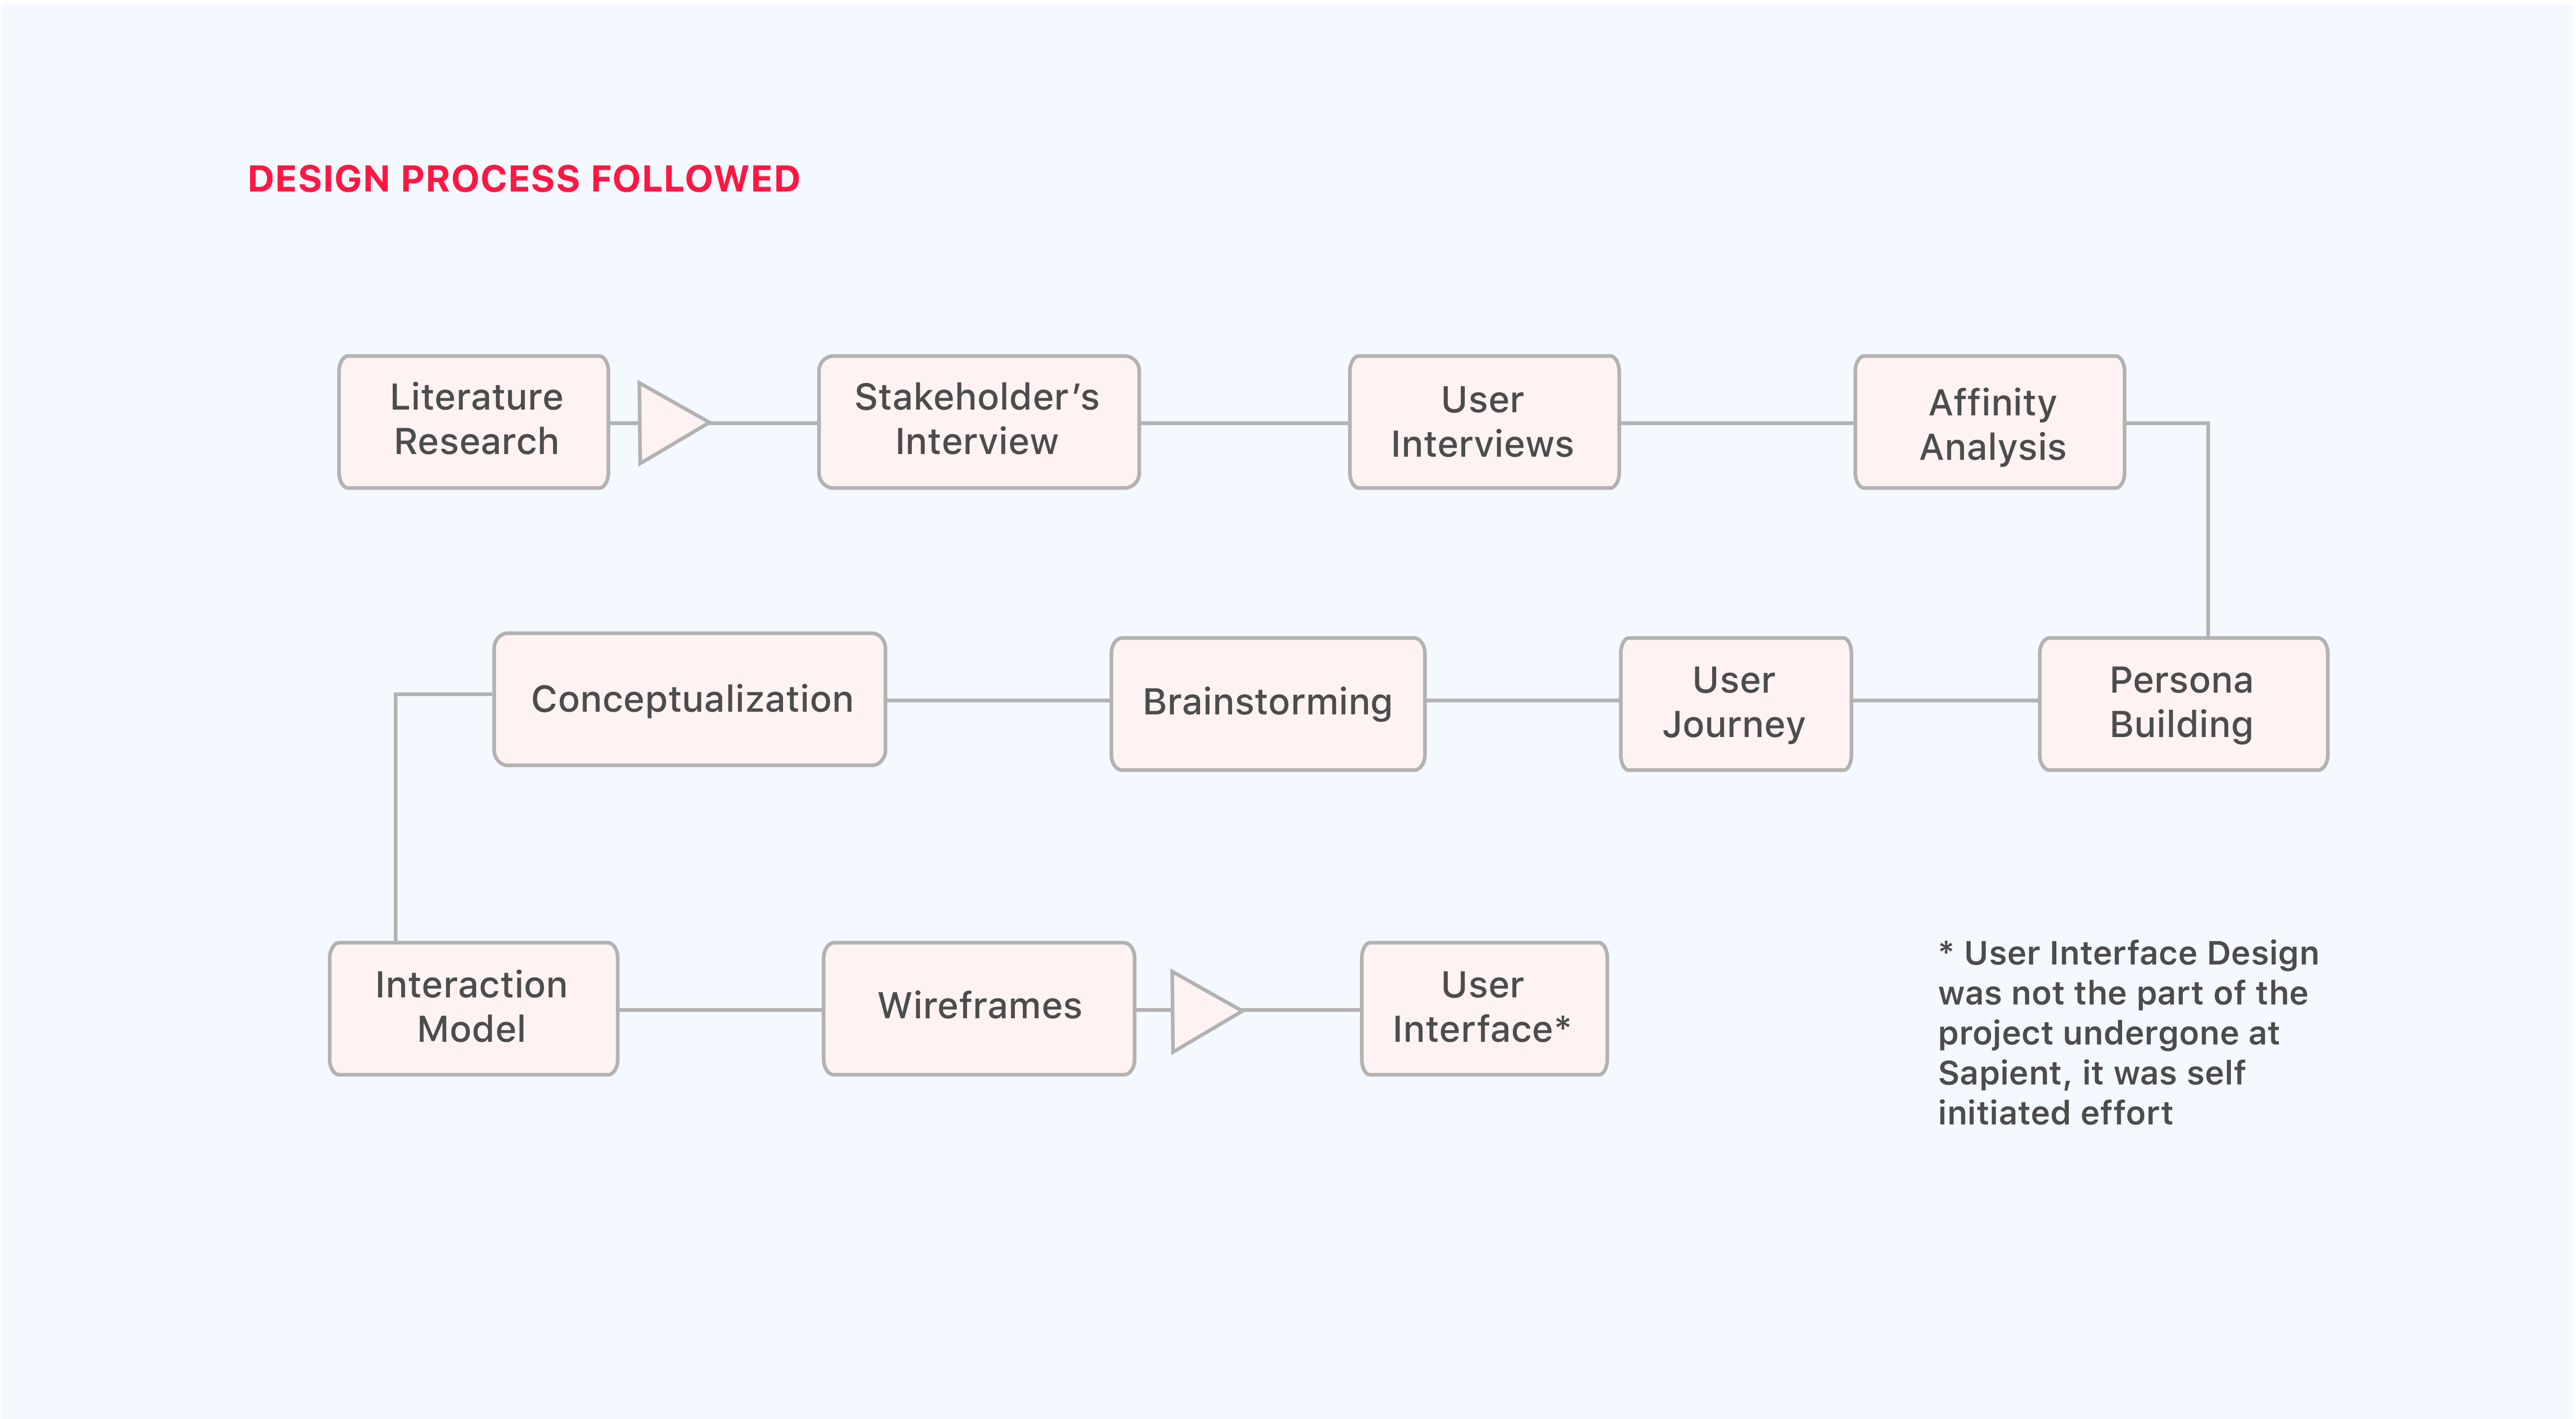 DESIGN PROCESS FOLLOWED
Literature
Research
Stakeholder’s
Interview
User
Interviews
Affinity
Analysis
Persona
Building
User
Journey
Brainstorming
Conceptualization
Interaction
Model
Wireframes
User
Interface*
* User Interface Design
was not the part of the
project undergone at
Sapient, it was self
initiated effort